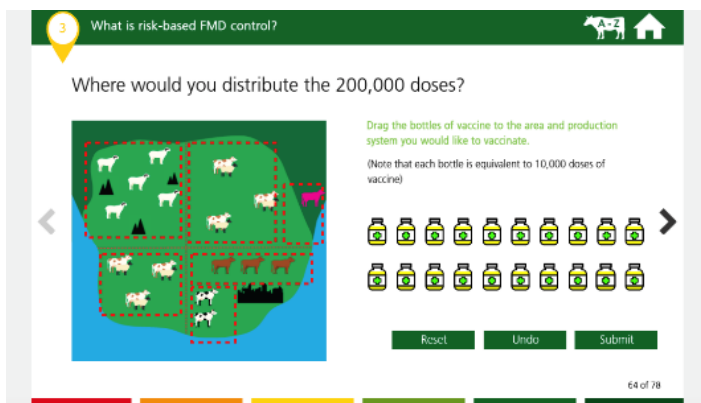 3
What is risk-based FMD control?
A-Z
Where would you distribute the 200,000 doses?
Drag the bottles of vaccine to the area and production
system you would like to vaccinate.
(Note that each bottle is equivalent to 10,000 doses of
vaccine)
Reset Undo Submit
64 of 78